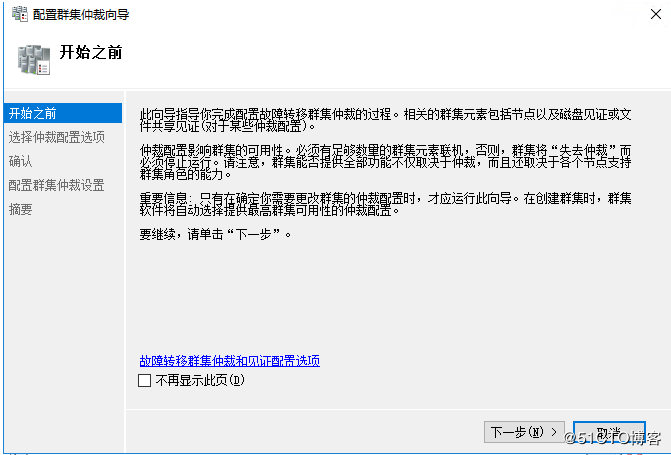 配置群集仲裁向导
开始之前
开始之前
选择仲裁配置选项
确认
配置群集仲裁设置
摘要
此向导指导你完成配置故障转移群集仲裁的过程。相关的群集元素包括节点以及磁盘见证或文
件共享见证(对于某些仲裁配置)。
仲裁配置影响群集的可用性。必须有足够数量的群集元素联机，否则，群集将“失去仲裁”而
必须停止运行。请注意，群集能否提供全部功能不仅取决于仲裁，而且还取决于各个节点支持
群集角色的能力。
重要信息: 只有在确定你需要更改群集的仲裁配置时，才应运行此向导。在创建群集时，群集
软件将自动选择提供最高群集可用性的仲裁配置。
要继续，请单击“下一步”。
故障转移群集仲裁和见证配置选项
不再显示此页(D)
下一步(N) >
取消
@51CTO博客